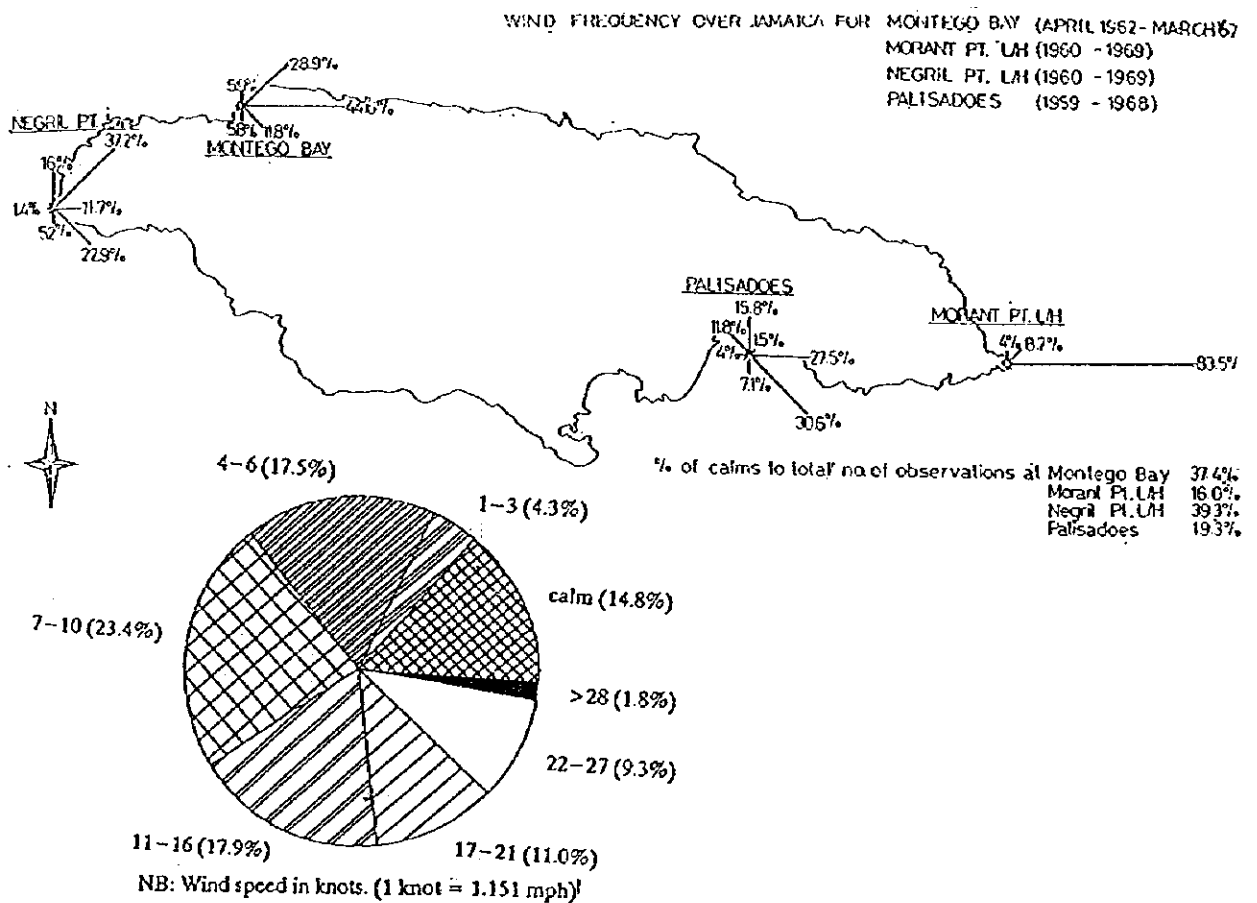 WIND FREQUENCY OVER JAMAICA FOR MONTEGO BAY (APRIL 1962 - MARCH 67
MORANT PT. L/H (1960 - 1969)
NEGRIL PT. L/H (1960 - 1969)
PALISADOES (1959 - 1968)
28.9%
NEGRIL PT.
37.2%
58% 11.8%
MONTEGO BAY
16%
1.4% 11.7%
52%
22.9%
PALISADOES
15.8%
11.8% 1.5%
4% 27.5%
7.1%
30.6%
MORANT PT. L/H
4% 8.7%
83.5%
N
% of calms to total no. of observations at Montego Bay 37.4%
Morant Pt. L/H 16.0%
Negril Pt. L/H 39.3%
Palisadoes 19.3%
4-6 (17.5%)
1-3 (4.3%)
calm (14.8%)
7-10 (23.4%)
>28 (1.8%)
22-27 (9.3%)
11-16 (17.9%)
17-21 (11.0%)
NB: Wind speed in knots. (1 knot = 1.151 mph)